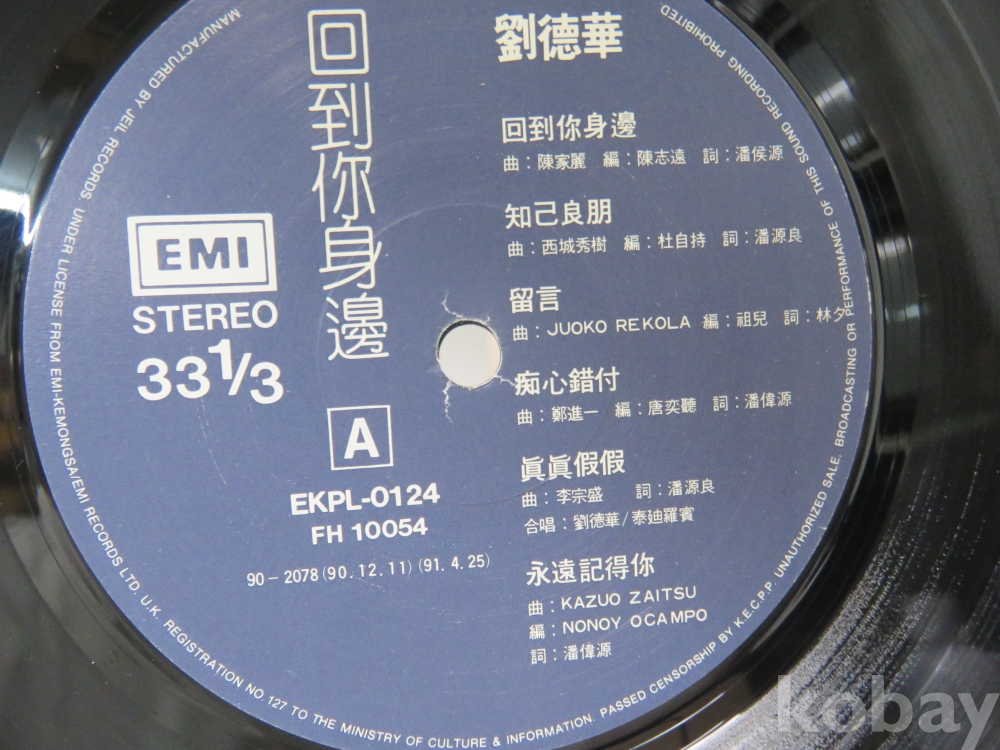 回到你身邊
劉德華
EMI
STEREO
33 1/3
A
EKPL-0124
FH 10054
90-2078(90.12.11)(91.4.25)
回到你身邊
曲：陳家麗 編：陳志遠 詞：潘侯源
知己良朋
曲：西城秀樹 編：杜自持 詞：潘源良
留言
曲：JUOKO REKOLA 編：祖兒 詞：林夕
痴心錯付
曲：鄭進一 編：唐奕聰 詞：潘偉源
眞眞假假
曲：李宗盛 詞：潘源良
合唱：劉德華/泰廸羅賓
永遠記得你
曲：KAZUO ZAITSU
編：NONOY OCAMPO
詞：潘偉源
MANUFACTURED BY JEIL RECORDS. UNDER LICENSE FROM EMI-KEMONGSA/EMI RECORDS LTD. U.K. REGISTRATION NO. 127 TO THE MINISTRY OF CULTURE & INFORMATION. PASSED CENSORSHIP BY K.E.C.P.P. UNAUTHORIZED SALE, BROADCASTING OR PERFORMANCE OF THIS SOUND RECORDING PROHIBITED.
kobay